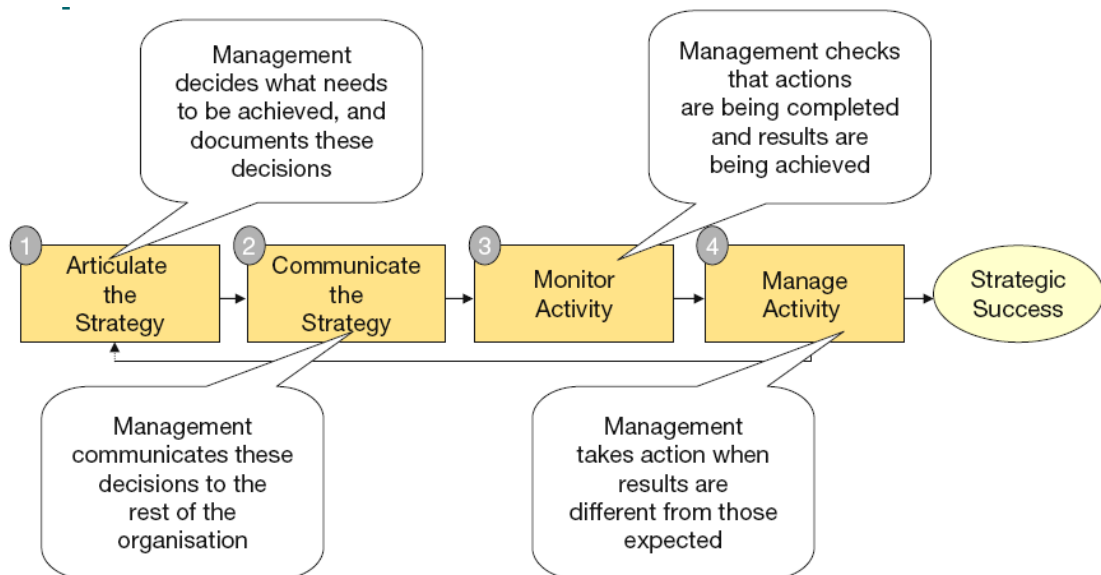 Management
decides what needs
to be achieved, and
documents these
decisions
Management checks
that actions
are being completed
and results are
being achieved
1
Articulate
the
Strategy
2
Communicate
the
Strategy
3
Monitor
Activity
4
Manage
Activity
Strategic
Success
Management
communicates these
decisions to the
rest of the
organisation
Management
takes action when
results are
different from those
expected